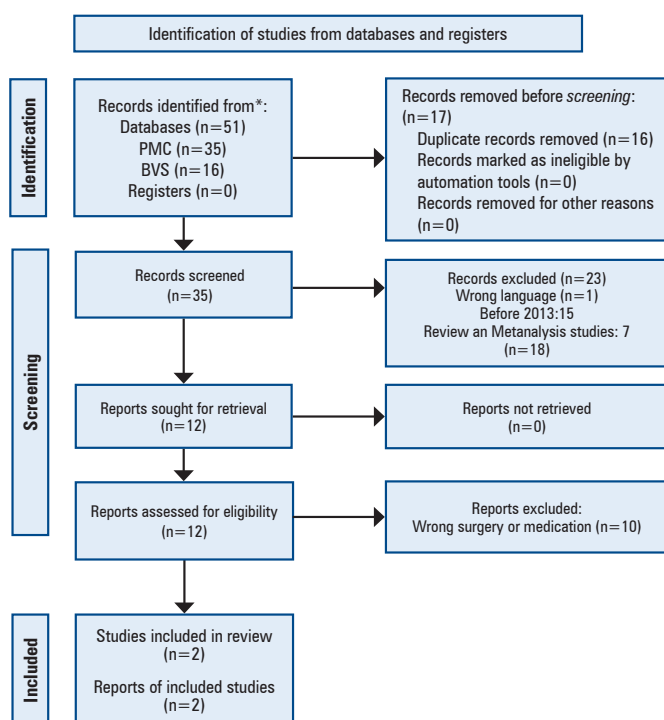 Identification of studies from databases and registers
Identification
Records identified from*:
Databases (n=51)
PMC (n=35)
BVS (n=16)
Registers (n=0)
Records removed before screening:
(n=17)
Duplicate records removed (n=16)
Records marked as ineligible by
automation tools (n=0)
Records removed for other reasons
(n=0)
Screening
Records screened
(n=35)
Records excluded (n=23)
Wrong language (n=1)
Before 2013:15
Review an Metanalysis studies: 7
(n=18)
Reports sought for retrieval
(n=12)
Reports not retrieved
(n=0)
Reports assessed for eligibility
(n=12)
Reports excluded:
Wrong surgery or medication (n=10)
Included
Studies included in review
(n=2)
Reports of included studies
(n=2)